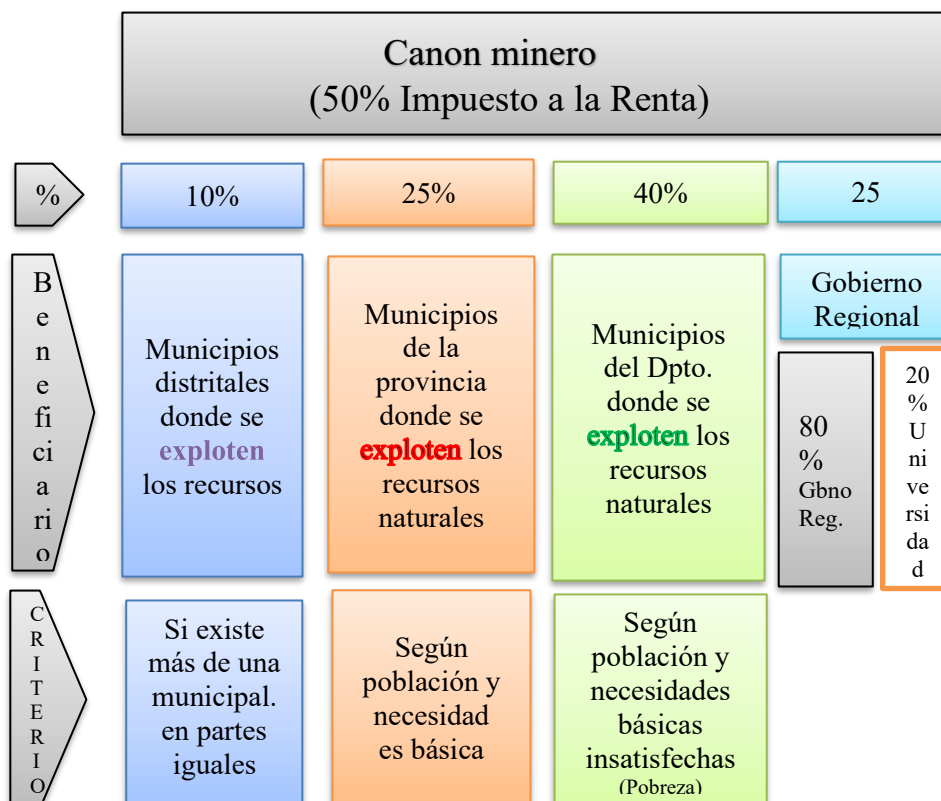 Canon minero
(50% Impuesto a la Renta)
%
10%
25%
40%
25
B
e
n
e
fi
ci
a
ri
o
Municipios
distritales
donde se
exploten
los recursos
Municipios
de la
provincia
donde se
exploten los
recursos
naturales
Municipios
del Dpto.
donde se
exploten los
recursos
naturales
Gobierno
Regional
80
%
Gbno
Reg.
20
%
U
ni
ve
rsi
da
d
C
R
I
T
E
R
I
O
Si existe
más de una
municipal.
en partes
iguales
Según
población y
necesidad
es básica
Según
población y
necesidades
básicas
insatisfechas
(Pobreza)